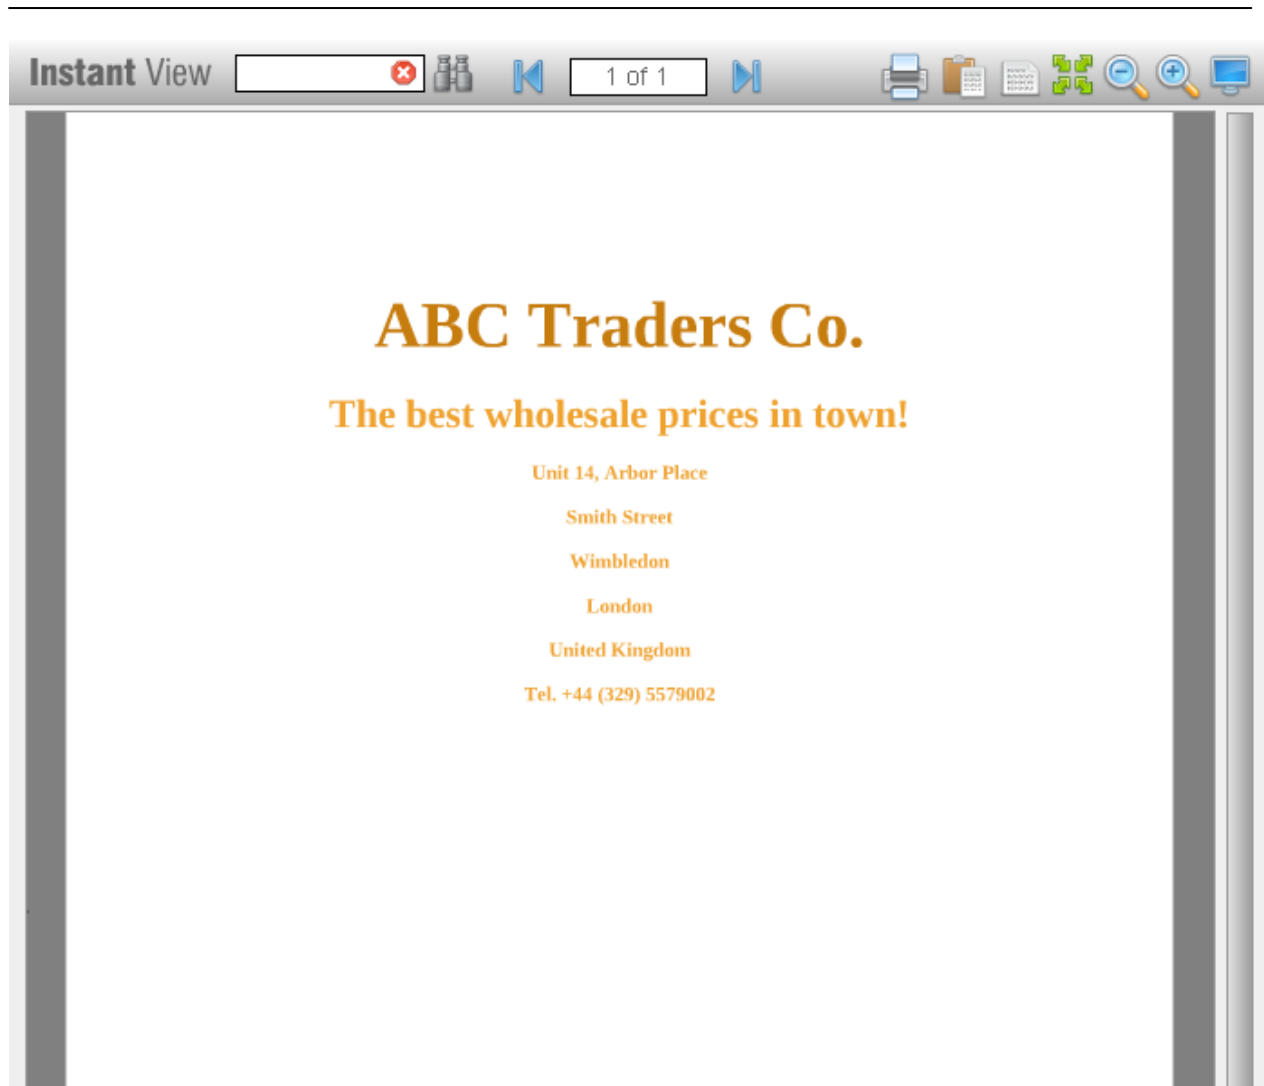 Instant View
1 of 1
ABC Traders Co.
The best wholesale prices in town!
Unit 14, Arbor Place
Smith Street
Wimbledon
London
United Kingdom
Tel. +44 (329) 5579002